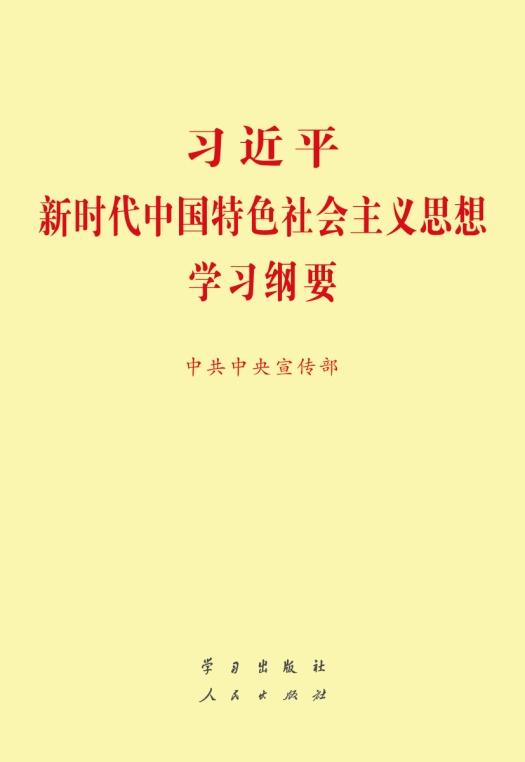 习近平
新时代中国特色社会主义思想
学习纲要
中共中央宣传部
学习出版社
人民出版社